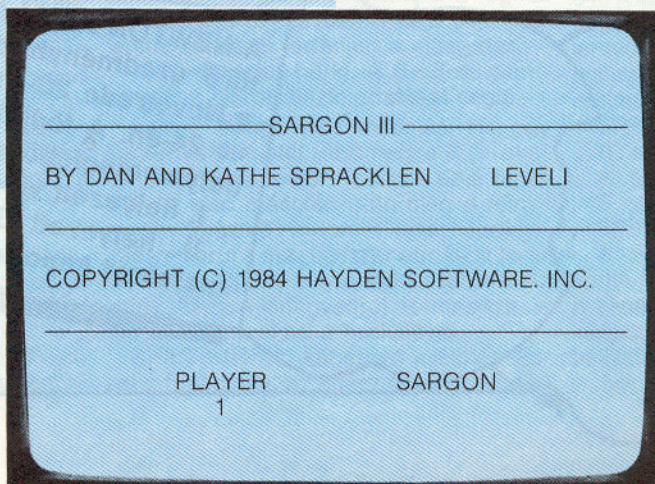 SARGON III
BY DAN AND KATHE SPRACKLEN LEVELI
COPYRIGHT (C) 1984 HAYDEN SOFTWARE. INC.
PLAYER SARGON
1